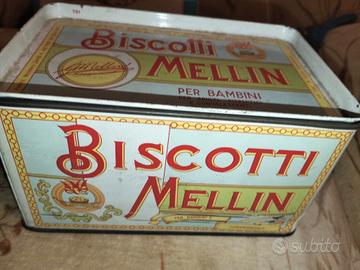 Biscotti
Mellin
MELLIN
PER BAMBINI
BISCOTTI
MELLIN
subito